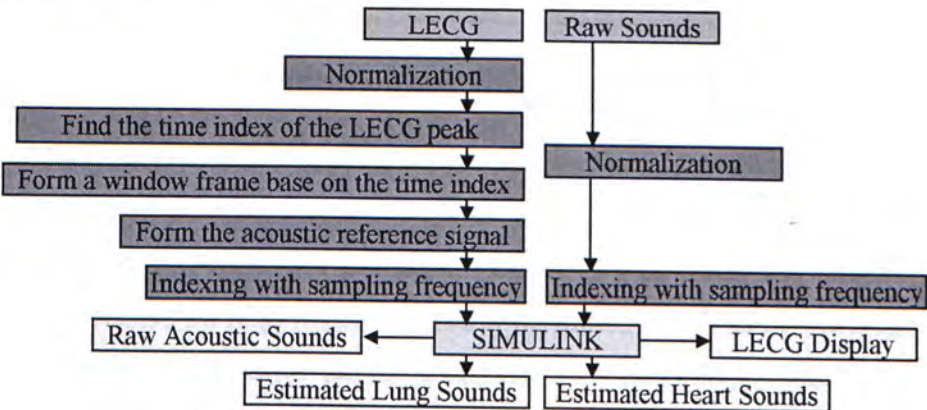 LECG
Raw Sounds
Normalization
Find the time index of the LECG peak
Form a window frame base on the time index
Normalization
Form the acoustic reference signal
Indexing with sampling frequency
Indexing with sampling frequency
Raw Acoustic Sounds
SIMULINK
LECG Display
Estimated Lung Sounds
Estimated Heart Sounds